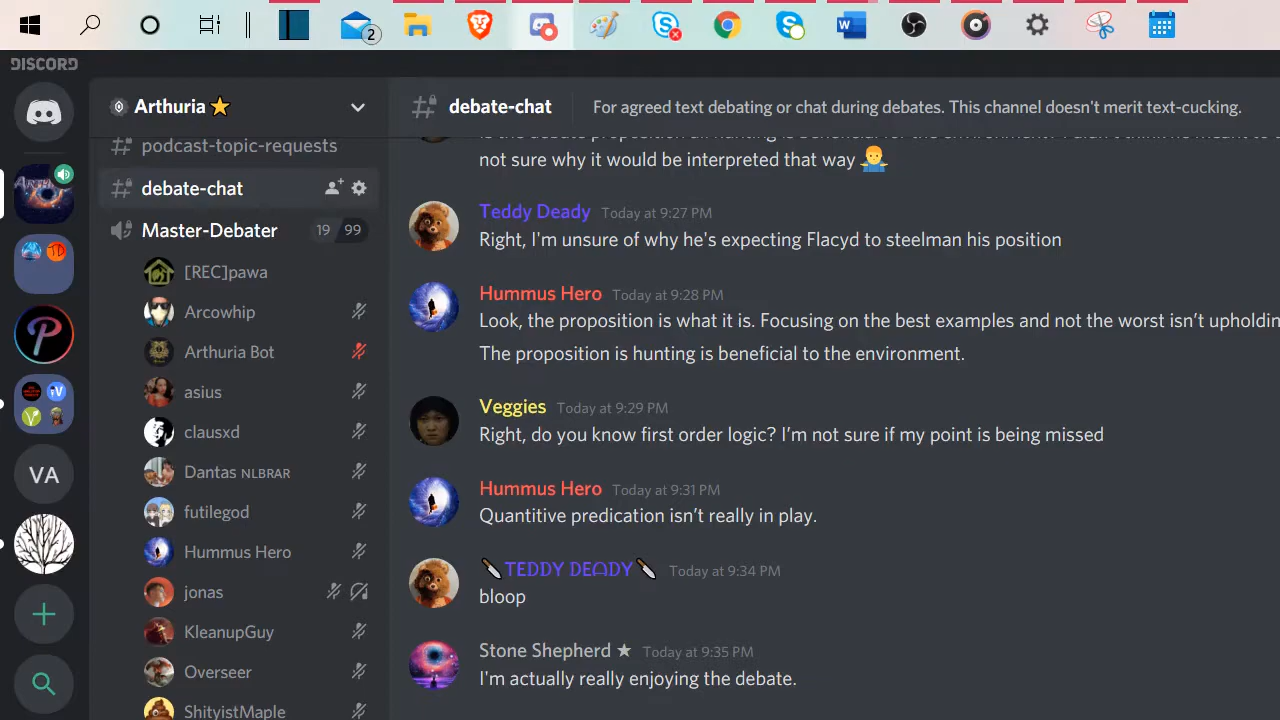 2
DISCORD
Arthuria
debate-chat
For agreed text debating or chat during debates. This channel doesn't merit text-cucking.
podcast-topic-requests
debate-chat
Master-Debater 19 99
[REC]pawa
Arcowhip
Arthuria Bot
asius
clausxd
Dantas NLBRAR
futilegod
Hummus Hero
jonas
KleanupGuy
Overseer
ShityistMaple
VA
not sure why it would be interpreted that way
Teddy Deady Today at 9:27 PM
Right, I'm unsure of why he's expecting Flacyd to steelman his position
Hummus Hero Today at 9:28 PM
Look, the proposition is what it is. Focusing on the best examples and not the worst isn't upholdin
The proposition is hunting is beneficial to the environment.
Veggies Today at 9:29 PM
Right, do you know first order logic? I'm not sure if my point is being missed
Hummus Hero Today at 9:31 PM
Quantitive predication isn't really in play.
TEDDY DEᗩDY Today at 9:34 PM
bloop
Stone Shepherd ★ Today at 9:35 PM
I'm actually really enjoying the debate.